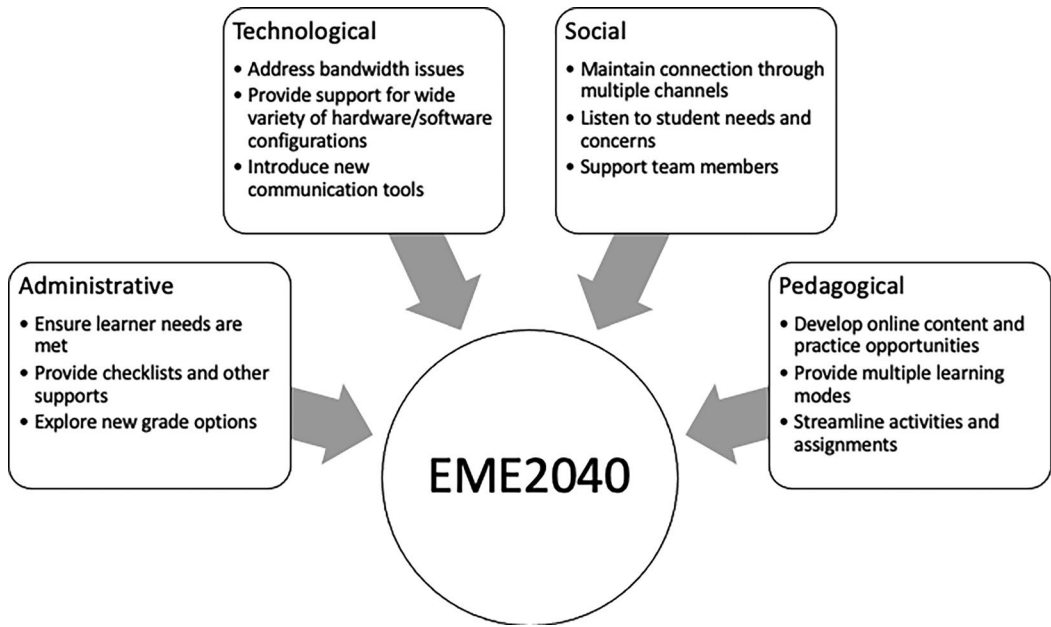 Technological
• Address bandwidth issues
• Provide support for wide
variety of hardware/software
configurations
• Introduce new
communication tools
Social
• Maintain connection through
multiple channels
• Listen to student needs and
concerns
• Support team members
Administrative
• Ensure learner needs are
met
• Provide checklists and other
supports
• Explore new grade options
Pedagogical
• Develop online content and
practice opportunities
• Provide multiple learning
modes
• Streamline activities and
assignments
EME2040